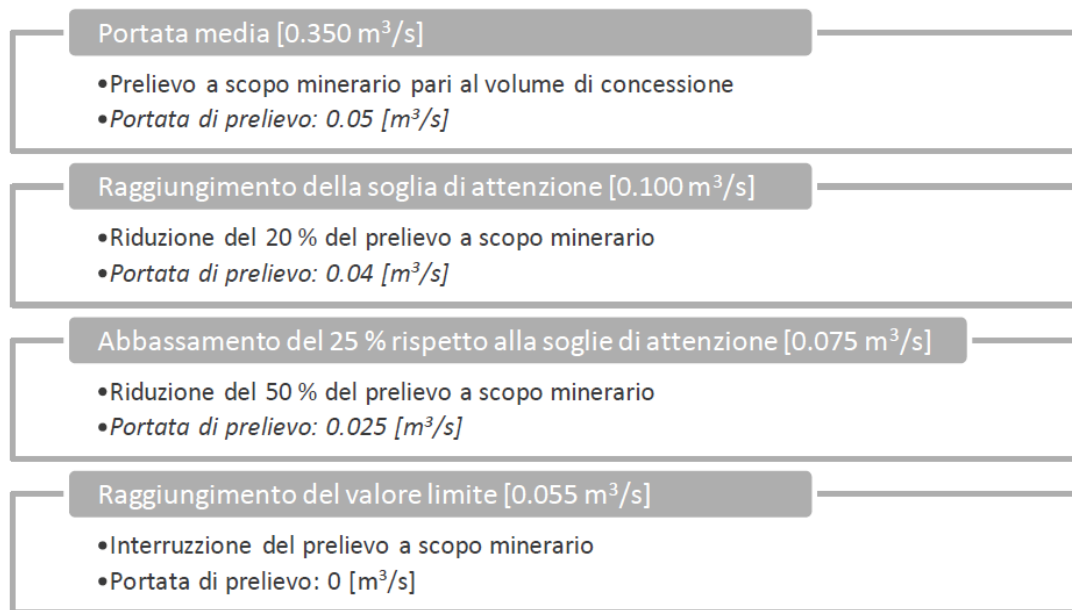 Portata media [0.350 m³/s]
•Prelievo a scopo minerario pari al volume di concessione
•Portata di prelievo: 0.05 [m³/s]
Raggiungimento della soglia di attenzione [0.100 m³/s]
•Riduzione del 20 % del prelievo a scopo minerario
•Portata di prelievo: 0.04 [m³/s]
Abbassamento del 25 % rispetto alla soglie di attenzione [0.075 m³/s]
•Riduzione del 50 % del prelievo a scopo minerario
•Portata di prelievo: 0.025 [m³/s]
Raggiungimento del valore limite [0.055 m³/s]
•Interruzzione del prelievo a scopo minerario
•Portata di prelievo: 0 [m³/s]